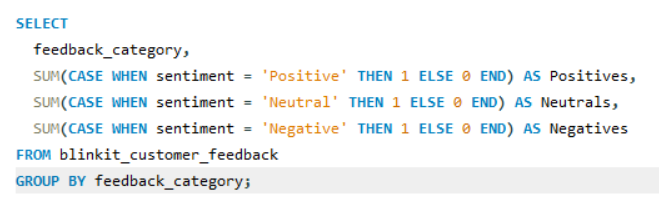 SELECT
feedback_category,
SUM(CASE WHEN sentiment = 'Positive' THEN 1 ELSE 0 END) AS Positives,
SUM(CASE WHEN sentiment = 'Neutral' THEN 1 ELSE 0 END) AS Neutrals,
SUM(CASE WHEN sentiment = 'Negative' THEN 1 ELSE 0 END) AS Negatives
FROM blinkit_customer_feedback
GROUP BY feedback_category;